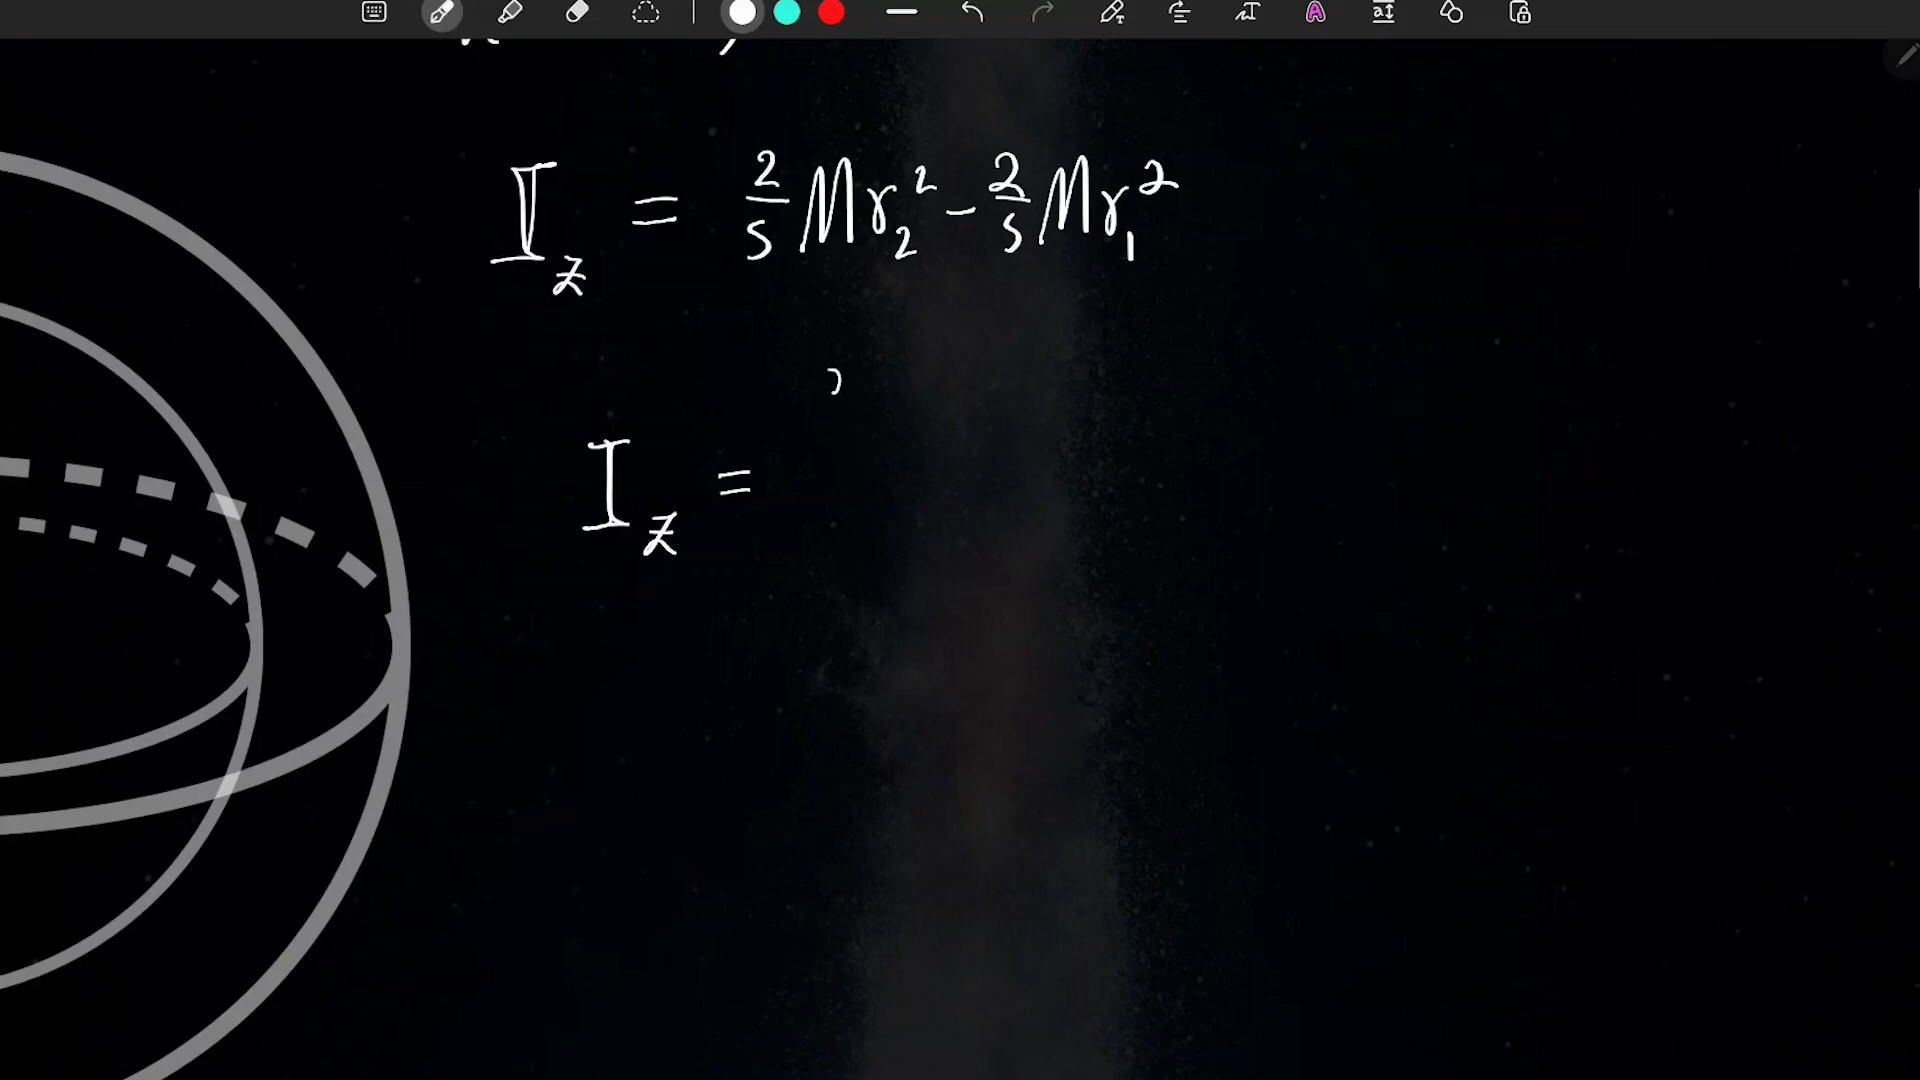 I_z = 2/5 Mr_2^2 - 2/5 Mr_1^2
I_z =